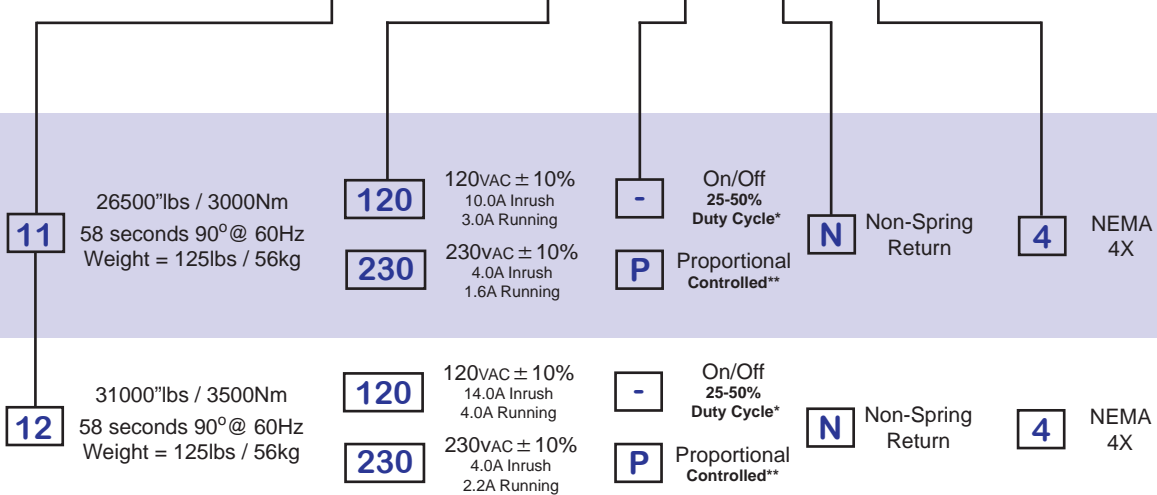 11
26500”lbs / 3000Nm
58 seconds 90°@ 60Hz
Weight = 125lbs / 56kg
120
120VAC ± 10%
10.0A Inrush
3.0A Running
230
230VAC ± 10%
4.0A Inrush
1.6A Running
-
On/Off
25-50%
Duty Cycle*
P
Proportional
Controlled**
N
Non-Spring
Return
4
NEMA
4X
12
31000”lbs / 3500Nm
58 seconds 90°@ 60Hz
Weight = 125lbs / 56kg
120
120VAC ± 10%
14.0A Inrush
4.0A Running
230
230VAC ± 10%
4.0A Inrush
2.2A Running
-
On/Off
25-50%
Duty Cycle*
P
Proportional
Controlled**
N
Non-Spring
Return
4
NEMA
4X